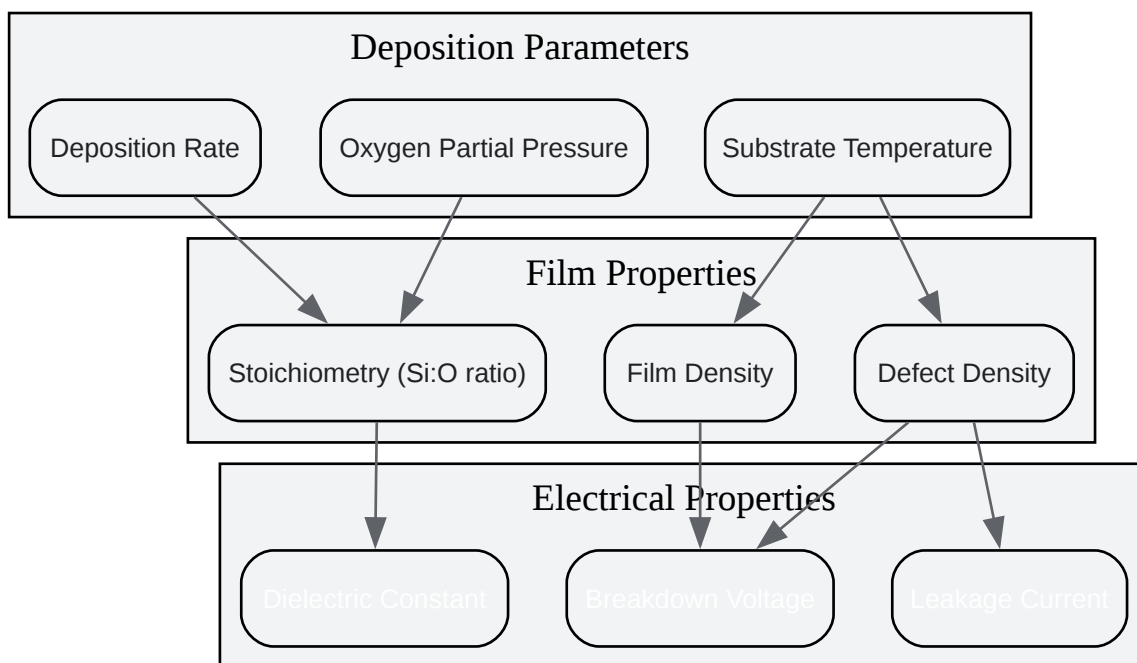 Deposition Parameters
Deposition Rate
Oxygen Partial Pressure
Substrate Temperature
Film Properties
Stoichiometry (Si:O ratio)
Film Density
Defect Density
Electrical Properties
Dielectric Constant
Breakdown Voltage
Leakage Current